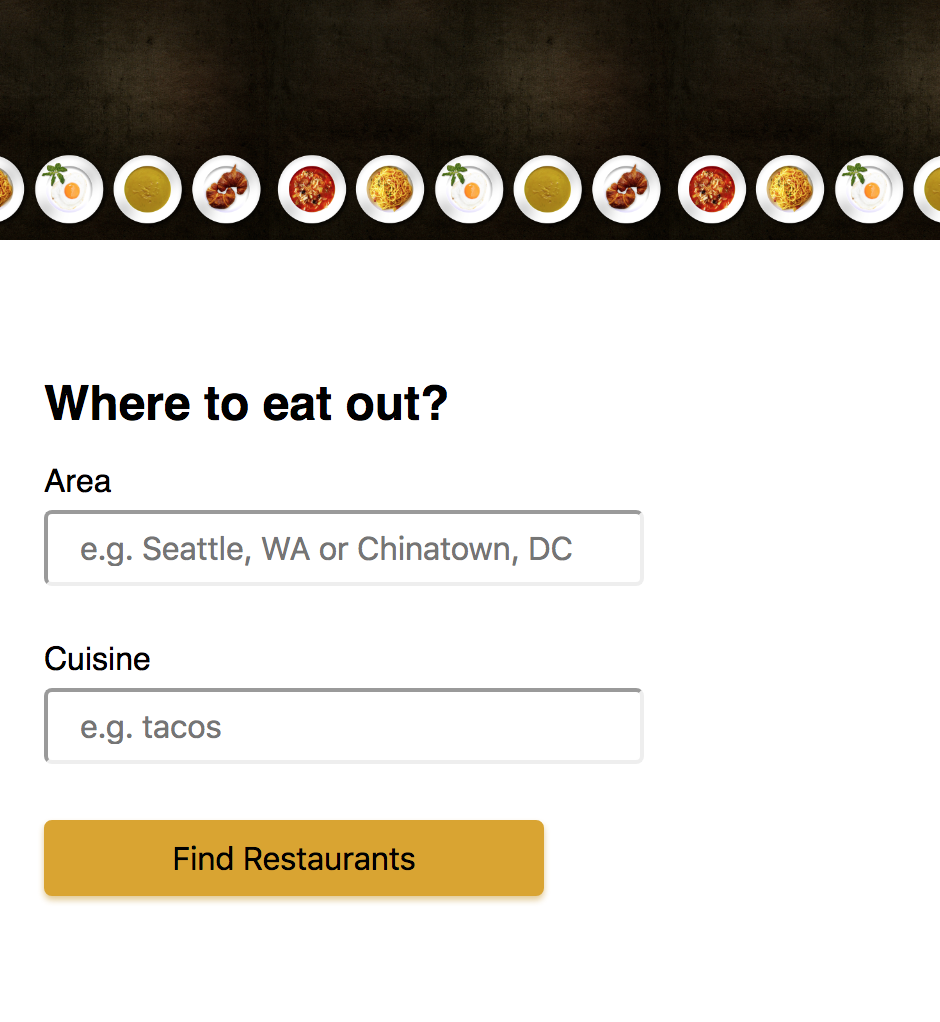 Where to eat out?
Area
e.g. Seattle, WA or Chinatown, DC
Cuisine
e.g. tacos
Find Restaurants